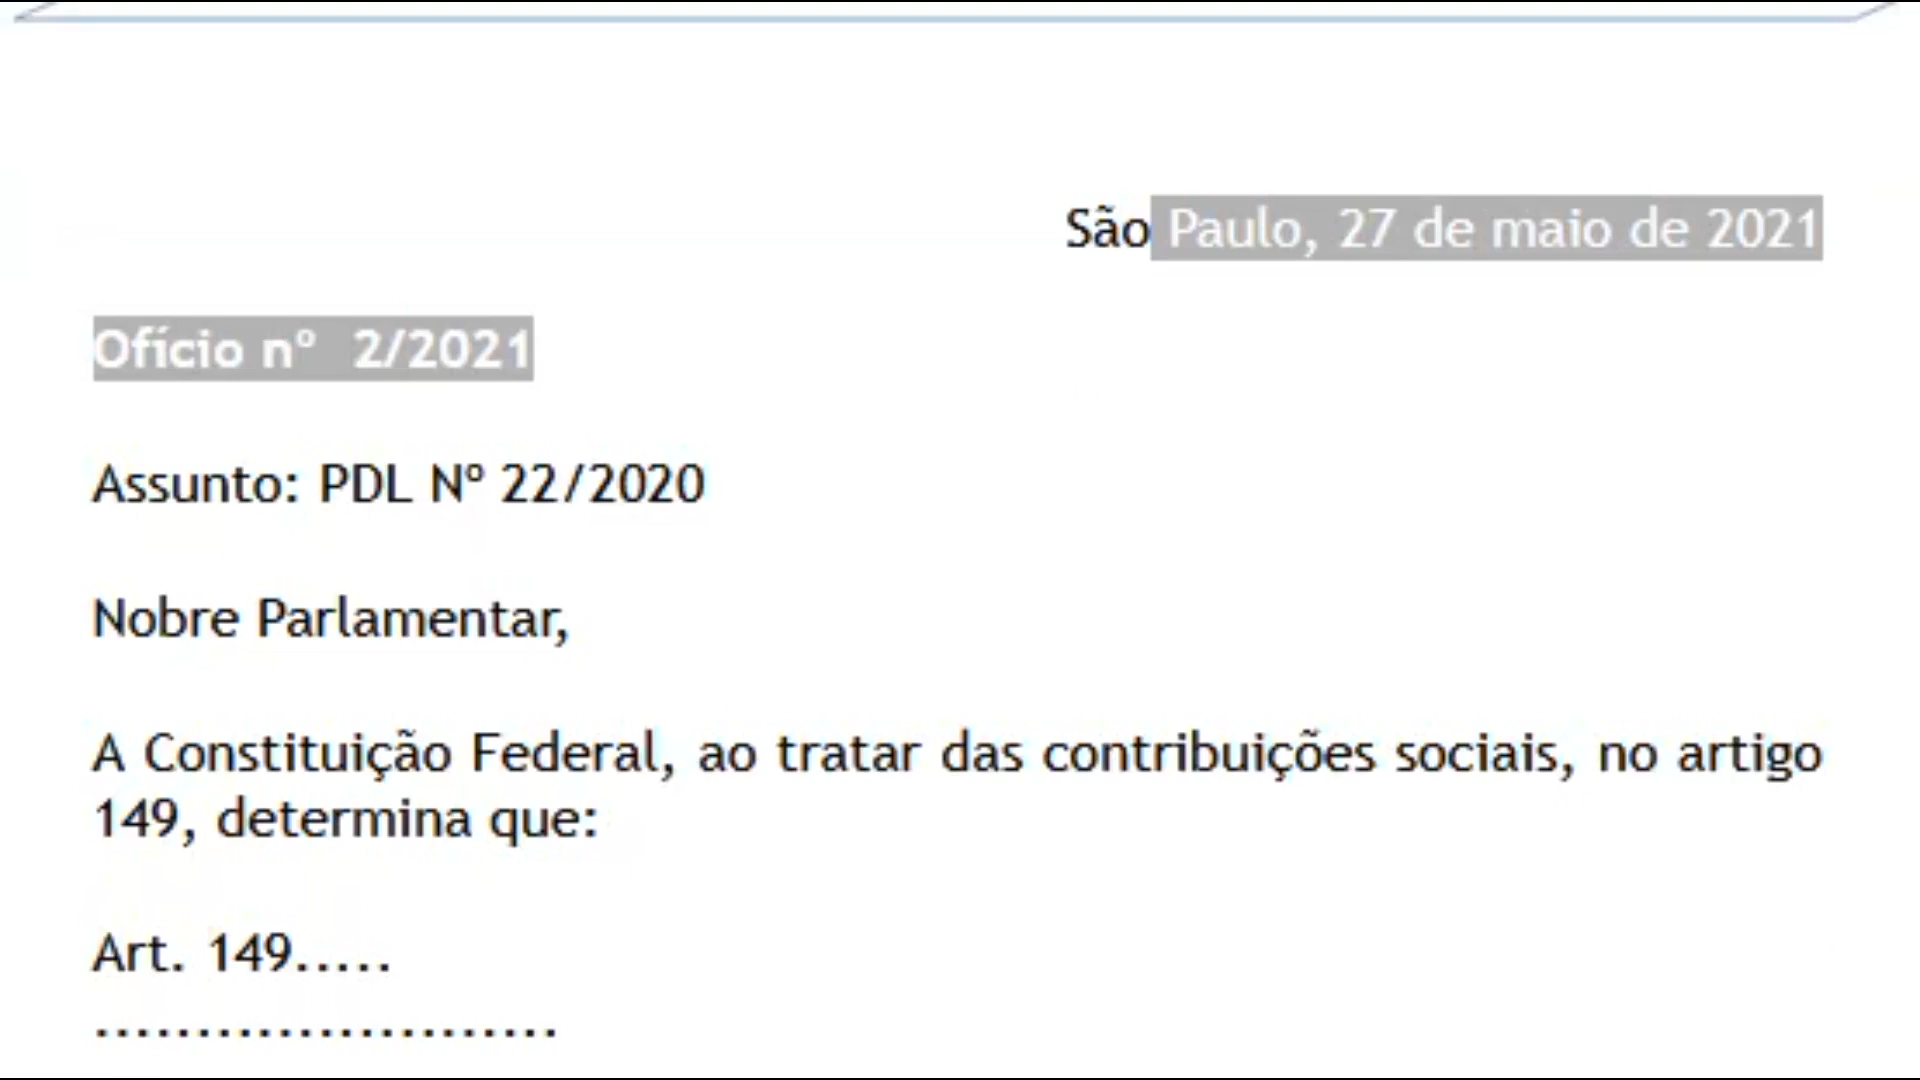 São Paulo, 27 de maio de 2021
Ofício nº  2/2021
Assunto: PDL Nº 22/2020
Nobre Parlamentar,
A Constituição Federal, ao tratar das contribuições sociais, no artigo
149, determina que:
Art. 149.....
.......................